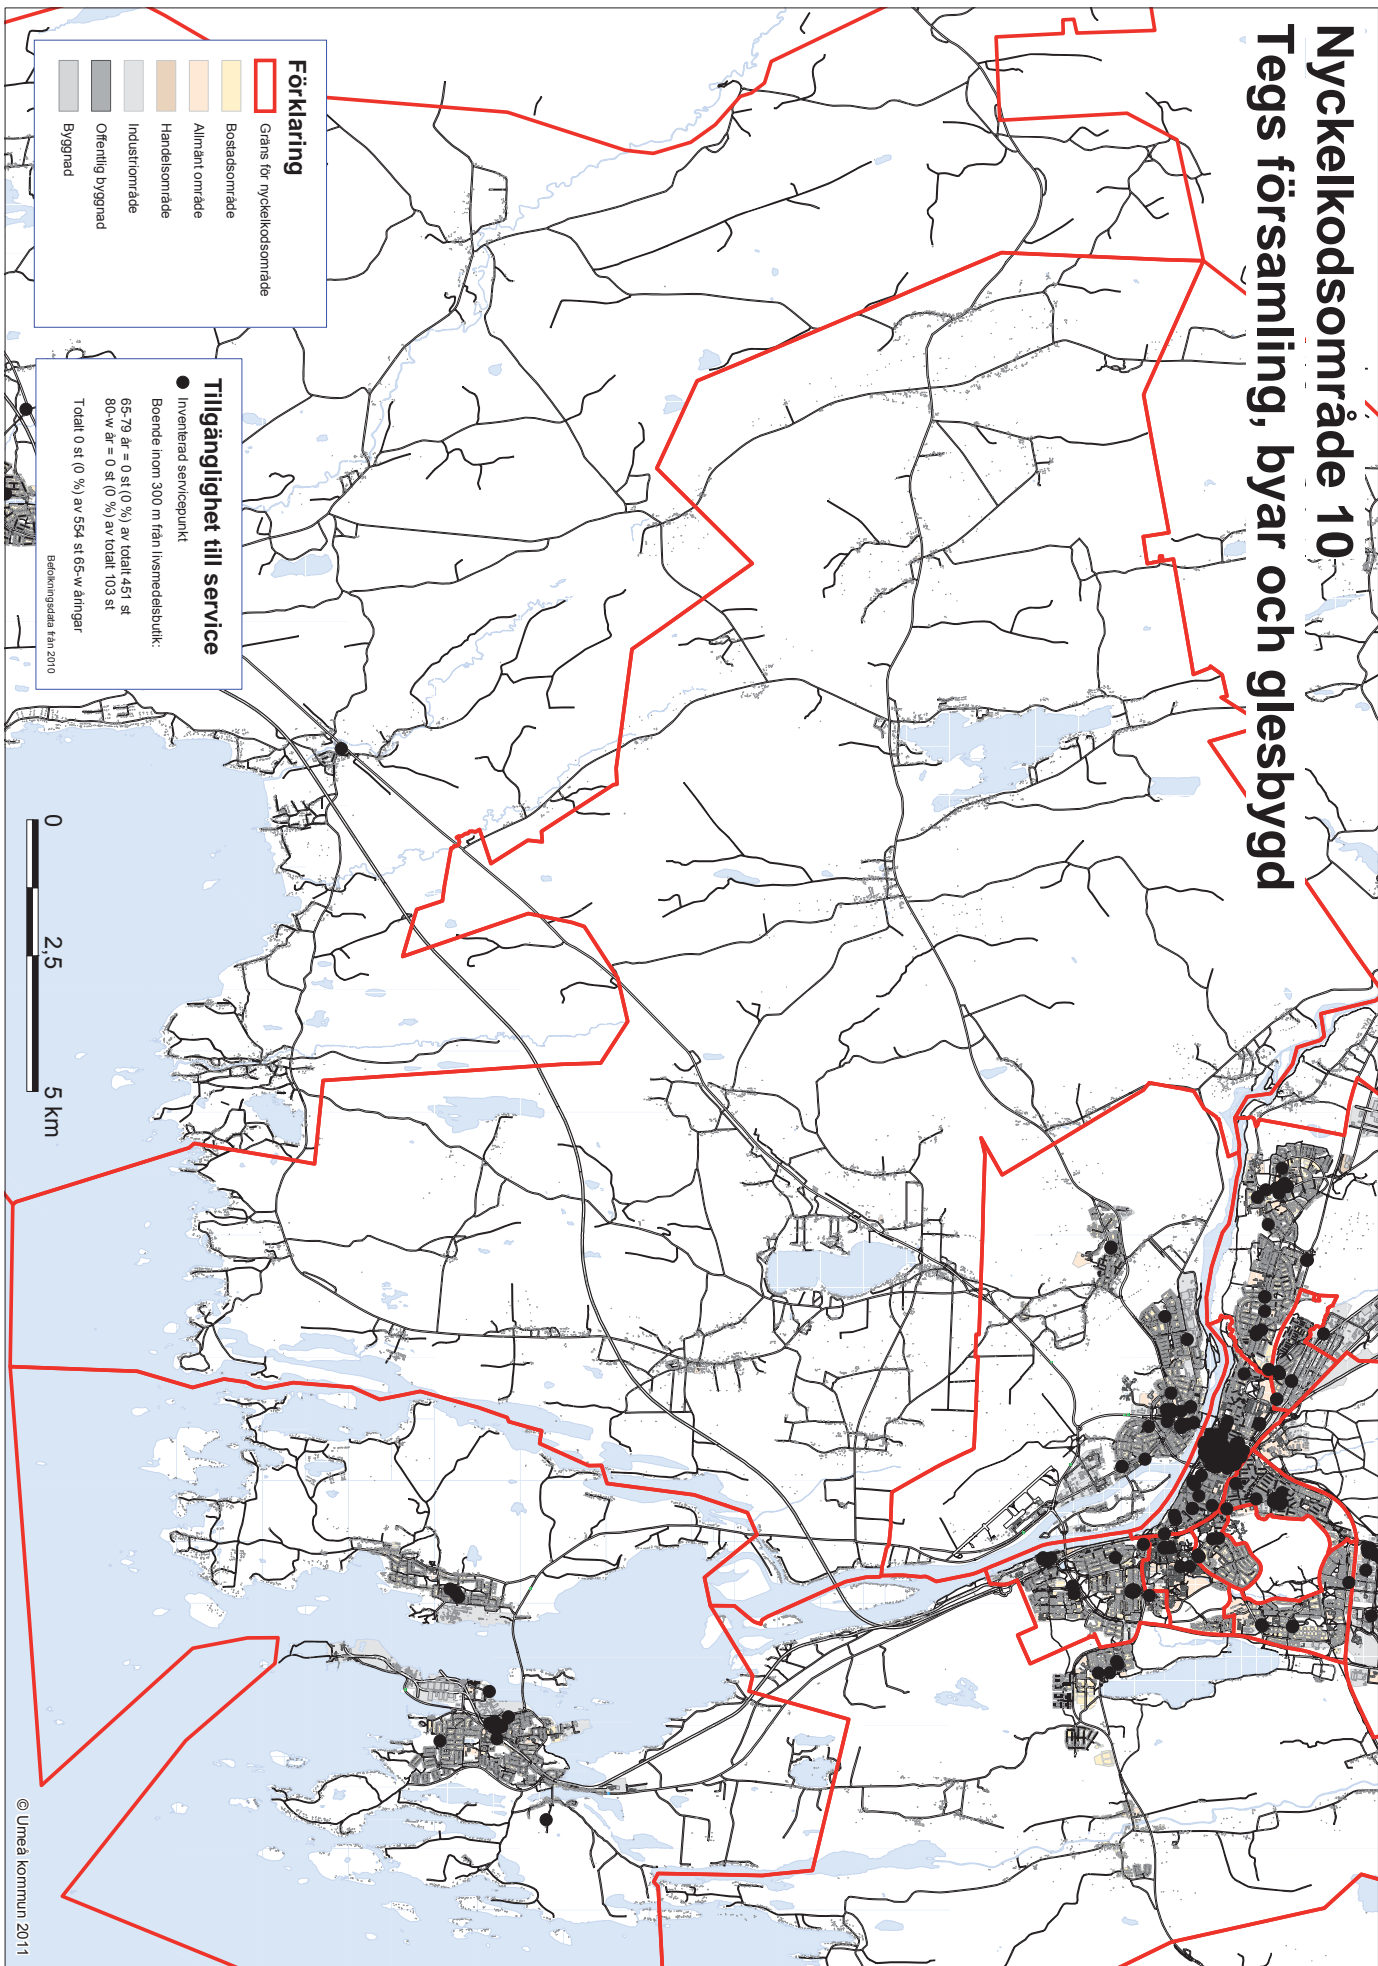 Nyckelkodsområde 10
Tegs församling, byar och glesbygd
Förklaring
Gräns för nyckelkodsområde
Bostadsområde
Allmänt område
Handelsområde
Industriområde
Offentlig byggnad
Byggnad
Tillgänglighet till service
Inventerad servicepunkt
Boende inom 300 m från livsmedelsbutik:
65-79 år = 0 st (0 %) av totalt 451 st
80-w år = 0 st (0 %) av totalt 103 st
Totalt 0 st (0 %) av 554 st 65-w åringar
Befolkningsdata från 2010
0 2,5 5 km
© Umeå kommun 2011